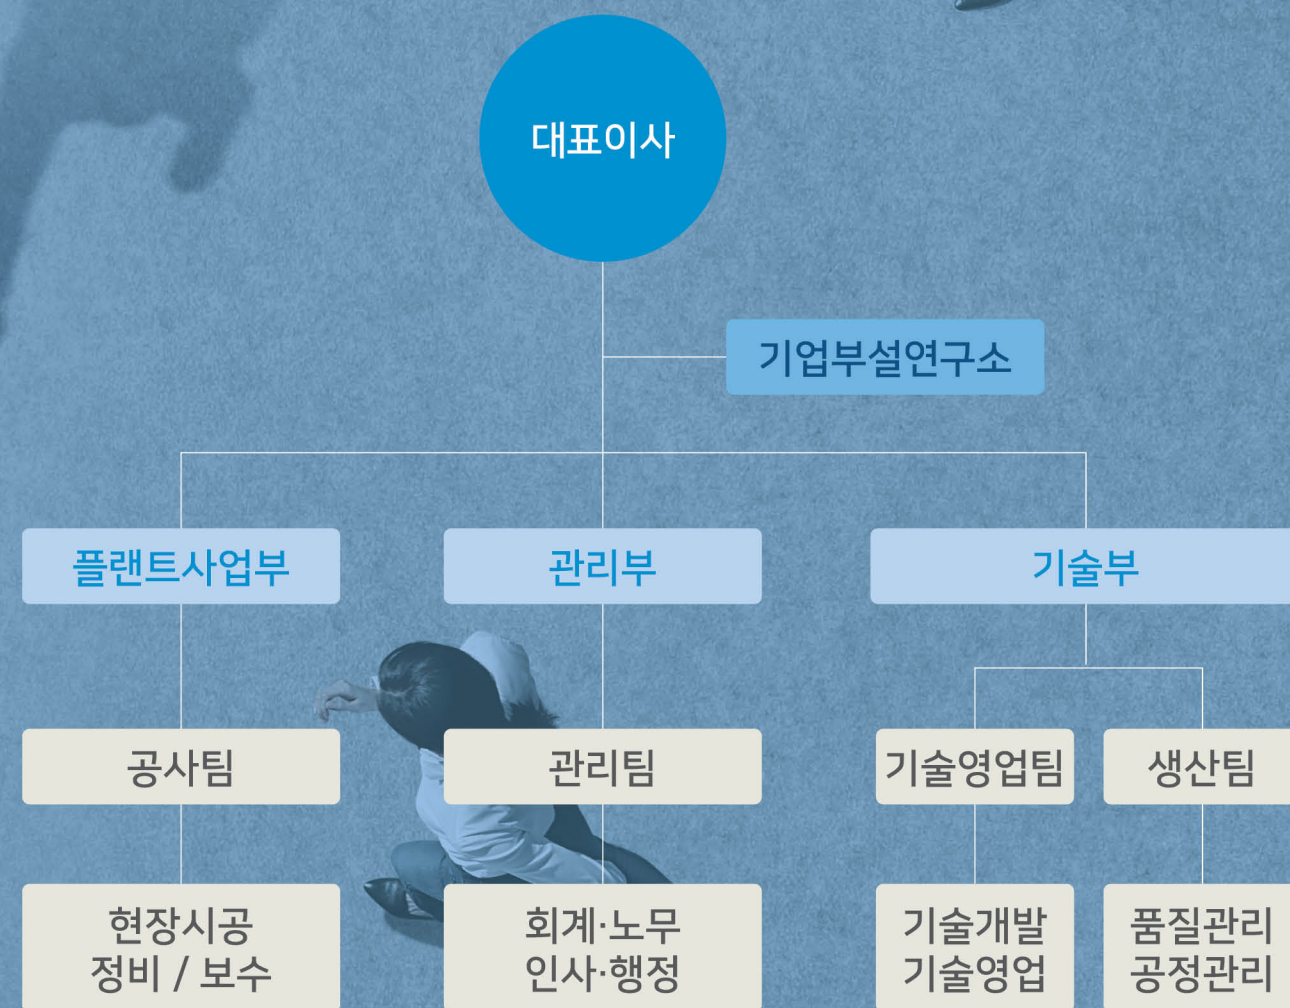 대표이사
기업부설연구소
플랜트사업부
관리부
기술부
공사팀
관리팀
기술영업팀
생산팀
현장시공
정비 / 보수
회계·노무
인사·행정
기술개발
기술영업
품질관리
공정관리